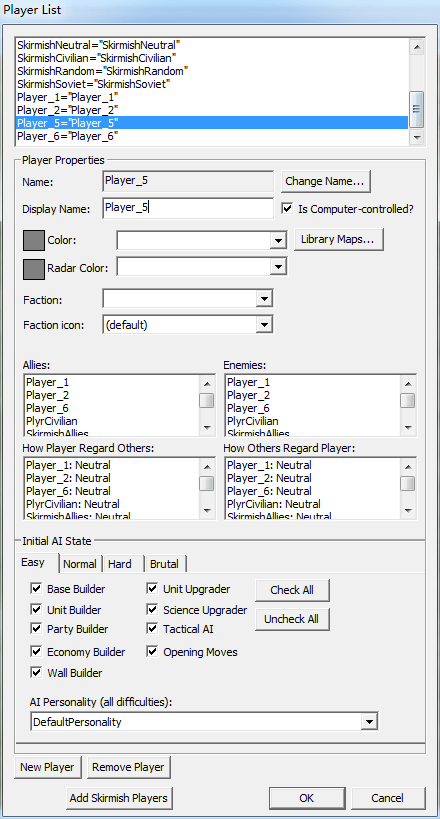 Player List
SkirmishNeutral="SkirmishNeutral"
SkirmishCivilian="SkirmishCivilian"
SkirmishRandom="SkirmishRandom"
SkirmishSoviet="SkirmishSoviet"
Player_1="Player_1"
Player_2="Player_2"
Player_5="Player_5"
Player_6="Player_6"
Player Properties
Name: Player_5 Change Name...
Display Name: Player_5 Is Computer-controlled?
Color: Library Maps...
Radar Color:
Faction:
Faction icon: (default)
Allies: Enemies:
Player_1 Player_1
Player_2 Player_2
Player_6 Player_6
PlyrCivilian PlyrCivilian
SkirmishAllies SkirmishAllies
How Player Regard Others: How Others Regard Player:
Player_1: Neutral Player_1: Neutral
Player_2: Neutral Player_2: Neutral
Player_6: Neutral Player_6: Neutral
PlyrCivilian: Neutral PlyrCivilian: Neutral
SkirmishAllies: Neutral SkirmishAllies: Neutral
Initial AI State
Easy Normal Hard Brutal
Base Builder Unit Upgrader Check All
Unit Builder Science Upgrader Uncheck All
Party Builder Tactical AI
Economy Builder Opening Moves
Wall Builder
AI Personality (all difficulties):
DefaultPersonality
New Player Remove Player
Add Skirmish Players OK Cancel